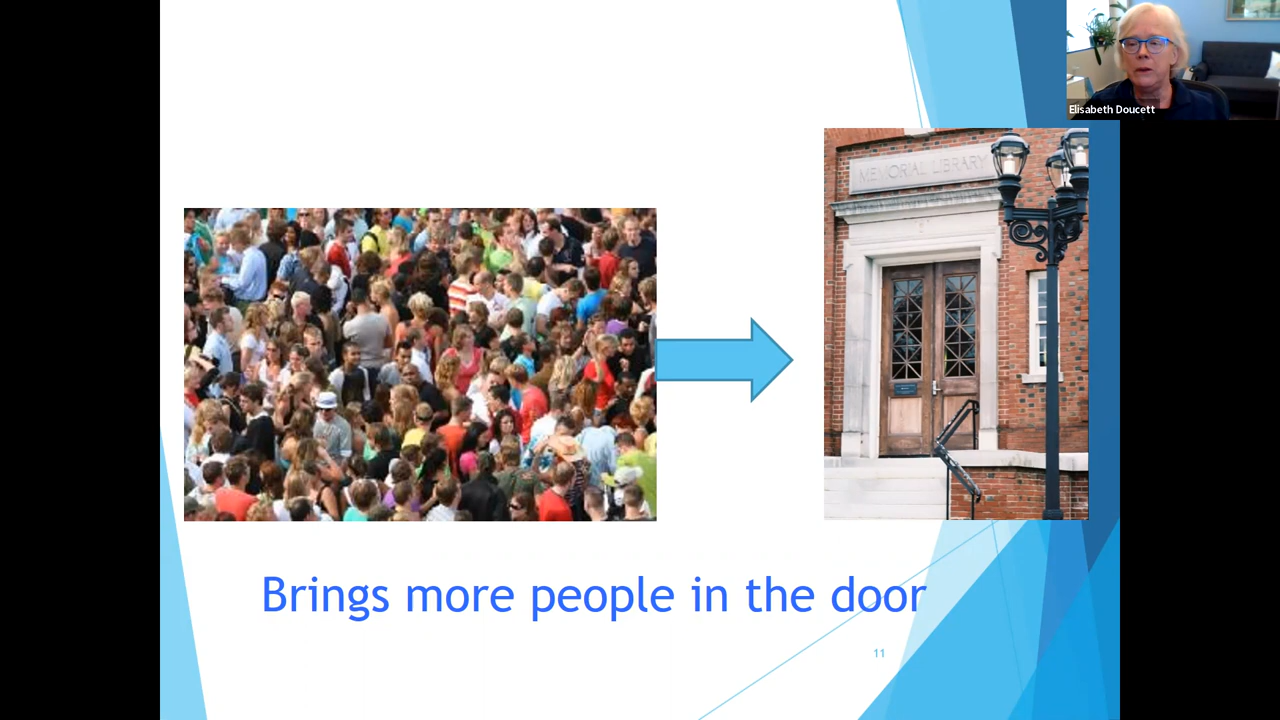 Elisabeth Doucett
MEMORIAL LIBRARY
Brings more people in the door
11